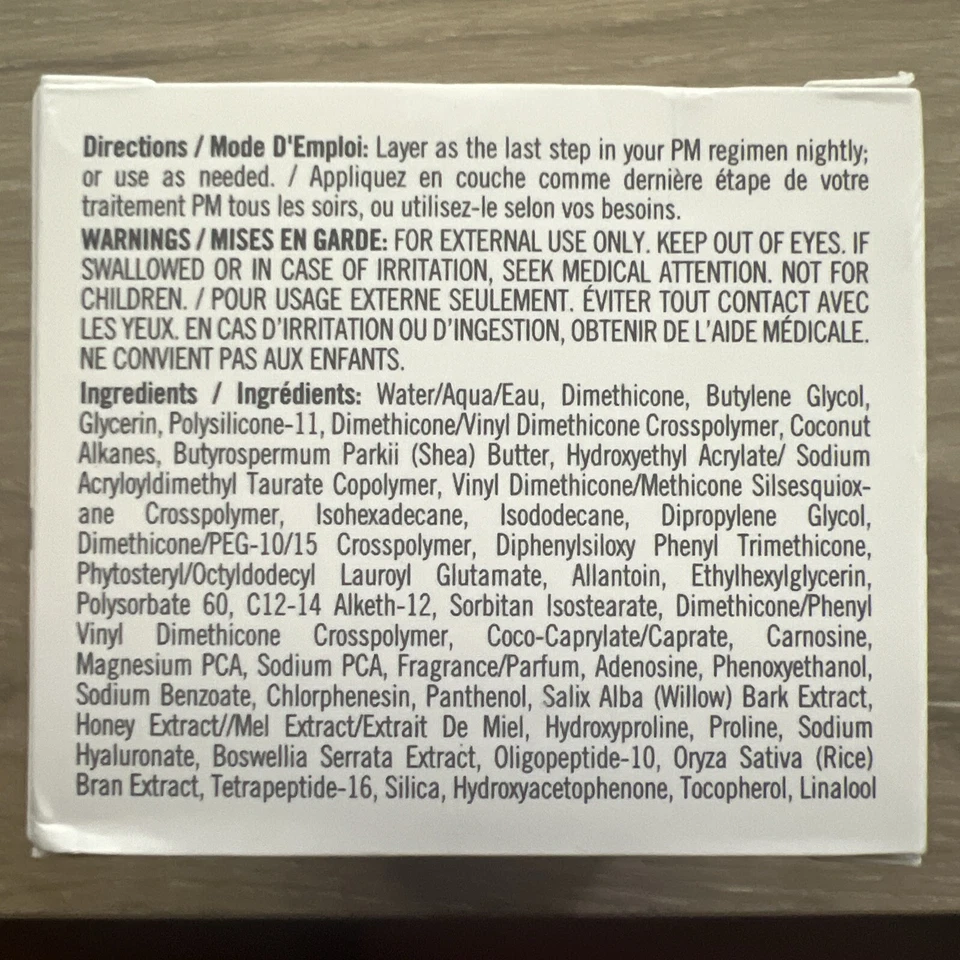 Directions / Mode D'Emploi: Layer as the last step in your PM regimen nightly;
or use as needed. / Appliquez en couche comme dernière étape de votre
traitement PM tous les soirs, ou utilisez-le selon vos besoins.
WARNINGS / MISES EN GARDE: FOR EXTERNAL USE ONLY. KEEP OUT OF EYES. IF
SWALLOWED OR IN CASE OF IRRITATION, SEEK MEDICAL ATTENTION. NOT FOR
CHILDREN. / POUR USAGE EXTERNE SEULEMENT. ÉVITER TOUT CONTACT AVEC
LES YEUX. EN CAS D'IRRITATION OU D'INGESTION, OBTENIR DE L'AIDE MÉDICALE.
NE CONVIENT PAS AUX ENFANTS.
Ingredients / Ingrédients: Water/Aqua/Eau, Dimethicone, Butylene Glycol,
Glycerin, Polysilicone-11, Dimethicone/Vinyl Dimethicone Crosspolymer, Coconut
Alkanes, Butyrospermum Parkii (Shea) Butter, Hydroxyethyl Acrylate/ Sodium
Acryloyldimethyl Taurate Copolymer, Vinyl Dimethicone/Methicone Silsesquiox-
ane Crosspolymer, Isohexadecane, Isododecane, Dipropylene Glycol,
Dimethicone/PEG-10/15 Crosspolymer, Diphenylsiloxy Phenyl Trimethicone,
Phytosteryl/Octyldodecyl Lauroyl Glutamate, Allantoin, Ethylhexylglycerin,
Polysorbate 60, C12-14 Alketh-12, Sorbitan Isostearate, Dimethicone/Phenyl
Vinyl Dimethicone Crosspolymer, Coco-Caprylate/Caprate, Carnosine,
Magnesium PCA, Sodium PCA, Fragrance/Parfum, Adenosine, Phenoxyethanol,
Sodium Benzoate, Chlorphenesin, Panthenol, Salix Alba (Willow) Bark Extract,
Honey Extract//Mel Extract/Extrait De Miel, Hydroxyproline, Proline, Sodium
Hyaluronate, Boswellia Serrata Extract, Oligopeptide-10, Oryza Sativa (Rice)
Bran Extract, Tetrapeptide-16, Silica, Hydroxyacetophenone, Tocopherol, Linalool